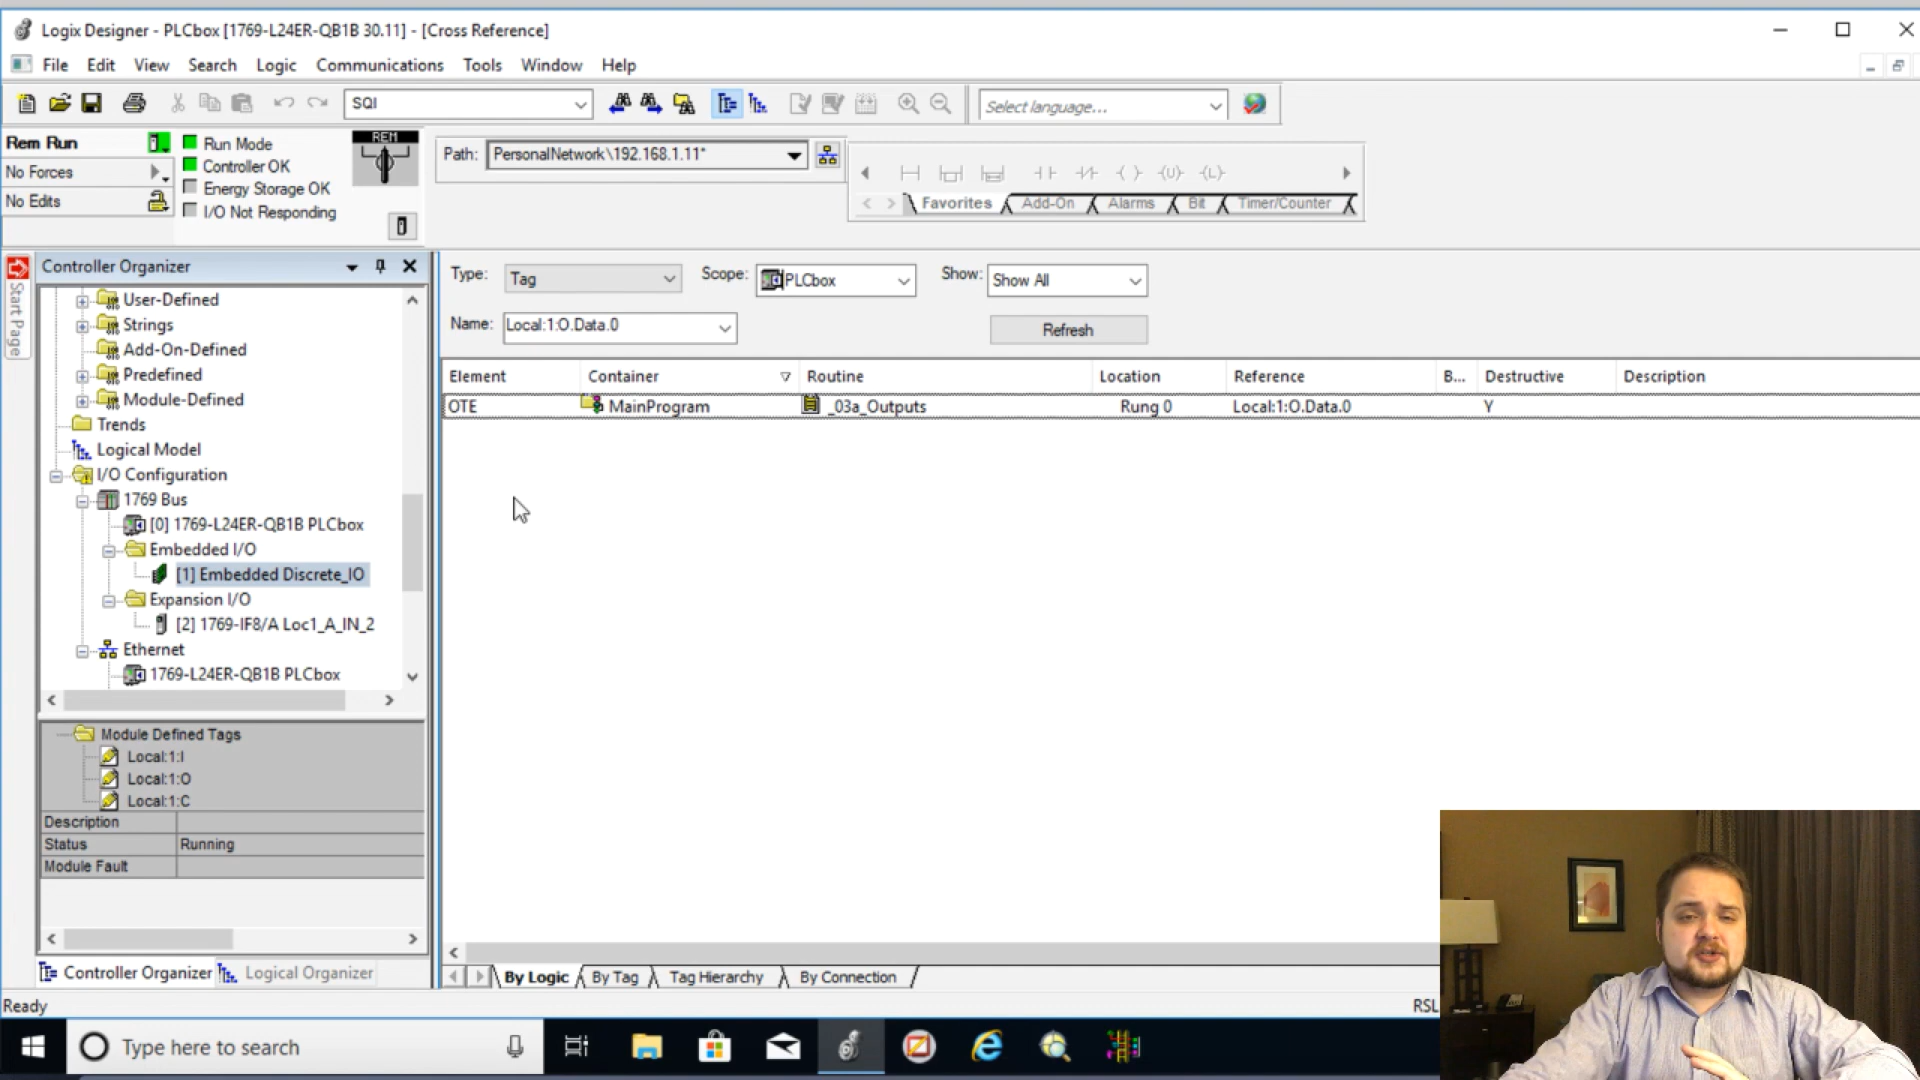 Logix Designer - PLCbox [1769-L24ER-QB1B 30.11] - [Cross Reference]
File Edit View Search Logic Communications Tools Window Help
SQI
Select language...
Rem Run
No Forces
No Edits
Run Mode
Controller OK
Energy Storage OK
I/O Not Responding
REM
Path: PersonalNetwork\192.168.1.11*
(U) (L)
Favorites Add-On Alarms Bit Timer/Counter
Start Page
Controller Organizer
User-Defined
Strings
Add-On-Defined
Predefined
Module-Defined
Trends
Logical Model
I/O Configuration
1769 Bus
[0] 1769-L24ER-QB1B PLCbox
Embedded I/O
[1] Embedded Discrete_IO
Expansion I/O
[2] 1769-IF8/A Loc1_A_IN_2
Ethernet
1769-L24ER-QB1B PLCbox
Module Defined Tags
Local:1:I
Local:1:O
Local:1:C
Description
Status Running
Module Fault
Controller Organizer Logical Organizer
Type: Tag Scope: PLCbox Show: Show All
Name: Local:1:O.Data.0 Refresh
Element Container Routine Location Reference B... Destructive Description
OTE MainProgram _03a_Outputs Rung 0 Local:1:O.Data.0 Y
By Logic By Tag Tag Hierarchy By Connection
Ready RSL
Type here to search